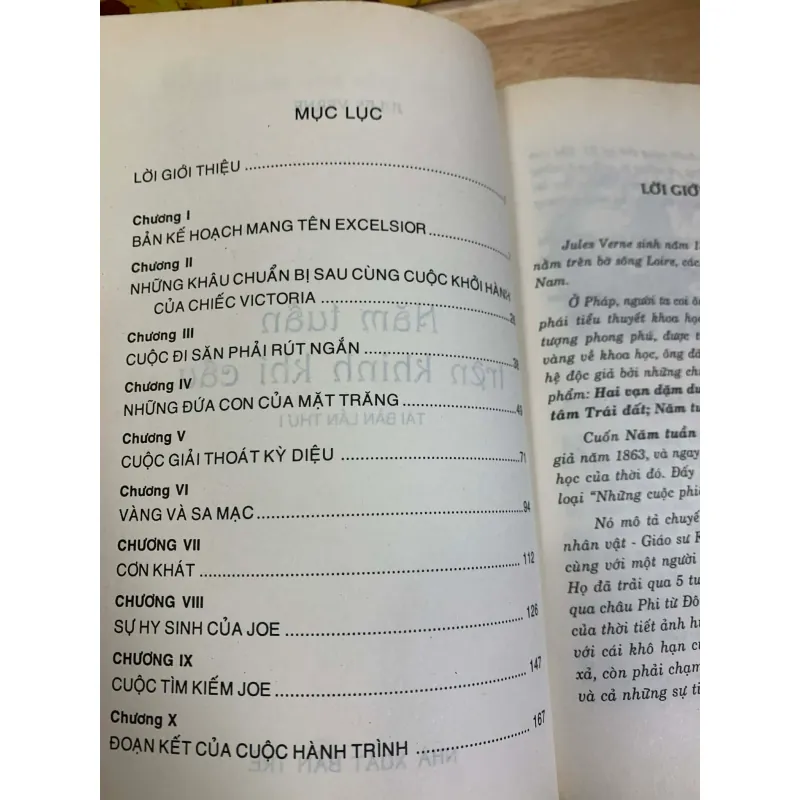 MỤC LỤC
LỜI GIỚI THIỆU
Chương I
BẢN KẾ HOẠCH MANG TÊN EXCELSIOR
Chương II
NHỮNG KHÂU CHUẨN BỊ SAU CÙNG CUỘC KHỞI HÀNH
CỦA CHIẾC VICTORIA
Chương III
CUỘC ĐI SĂN PHẢI RÚT NGẮN
Chương IV
NHỮNG ĐỨA CON CỦA MẶT TRĂNG
Chương V
CUỘC GIẢI THOÁT KỲ DIỆU 71
Chương VI
VÀNG VÀ SA MẠC 94
CHƯƠNG VII
CƠN KHÁT 112
CHƯƠNG VIII
SỰ HY SINH CỦA JOE 126
CHƯƠNG IX
CUỘC TÌM KIẾM JOE 147
Chương X
ĐOẠN KẾT CỦA CUỘC HÀNH TRÌNH 167
LỜI GIỚ
Jules Verne sinh năm 1
nằm trên bờ sông Loire, các
Nam.
Ở Pháp, người ta coi ô
phái tiểu thuyết khoa học
tượng phong phú, được t
vàng về khoa học, ông đã
hệ độc giả bởi những ch
phẩm: Hai vạn dặm dư
tâm Trái đất; Năm tu
Cuốn Năm tuần
giả năm 1863, và ngay
học của thời đó. Đấy
loại “Những cuộc phi
Nó mô tả chuyế
nhân vật - Giáo sư F
cùng với một người
Họ đã trải qua 5 tu
qua châu Phi từ Đô
của thời tiết ảnh h
với cái khô hạn c
xả, còn phải chạm
và cả những sự ti